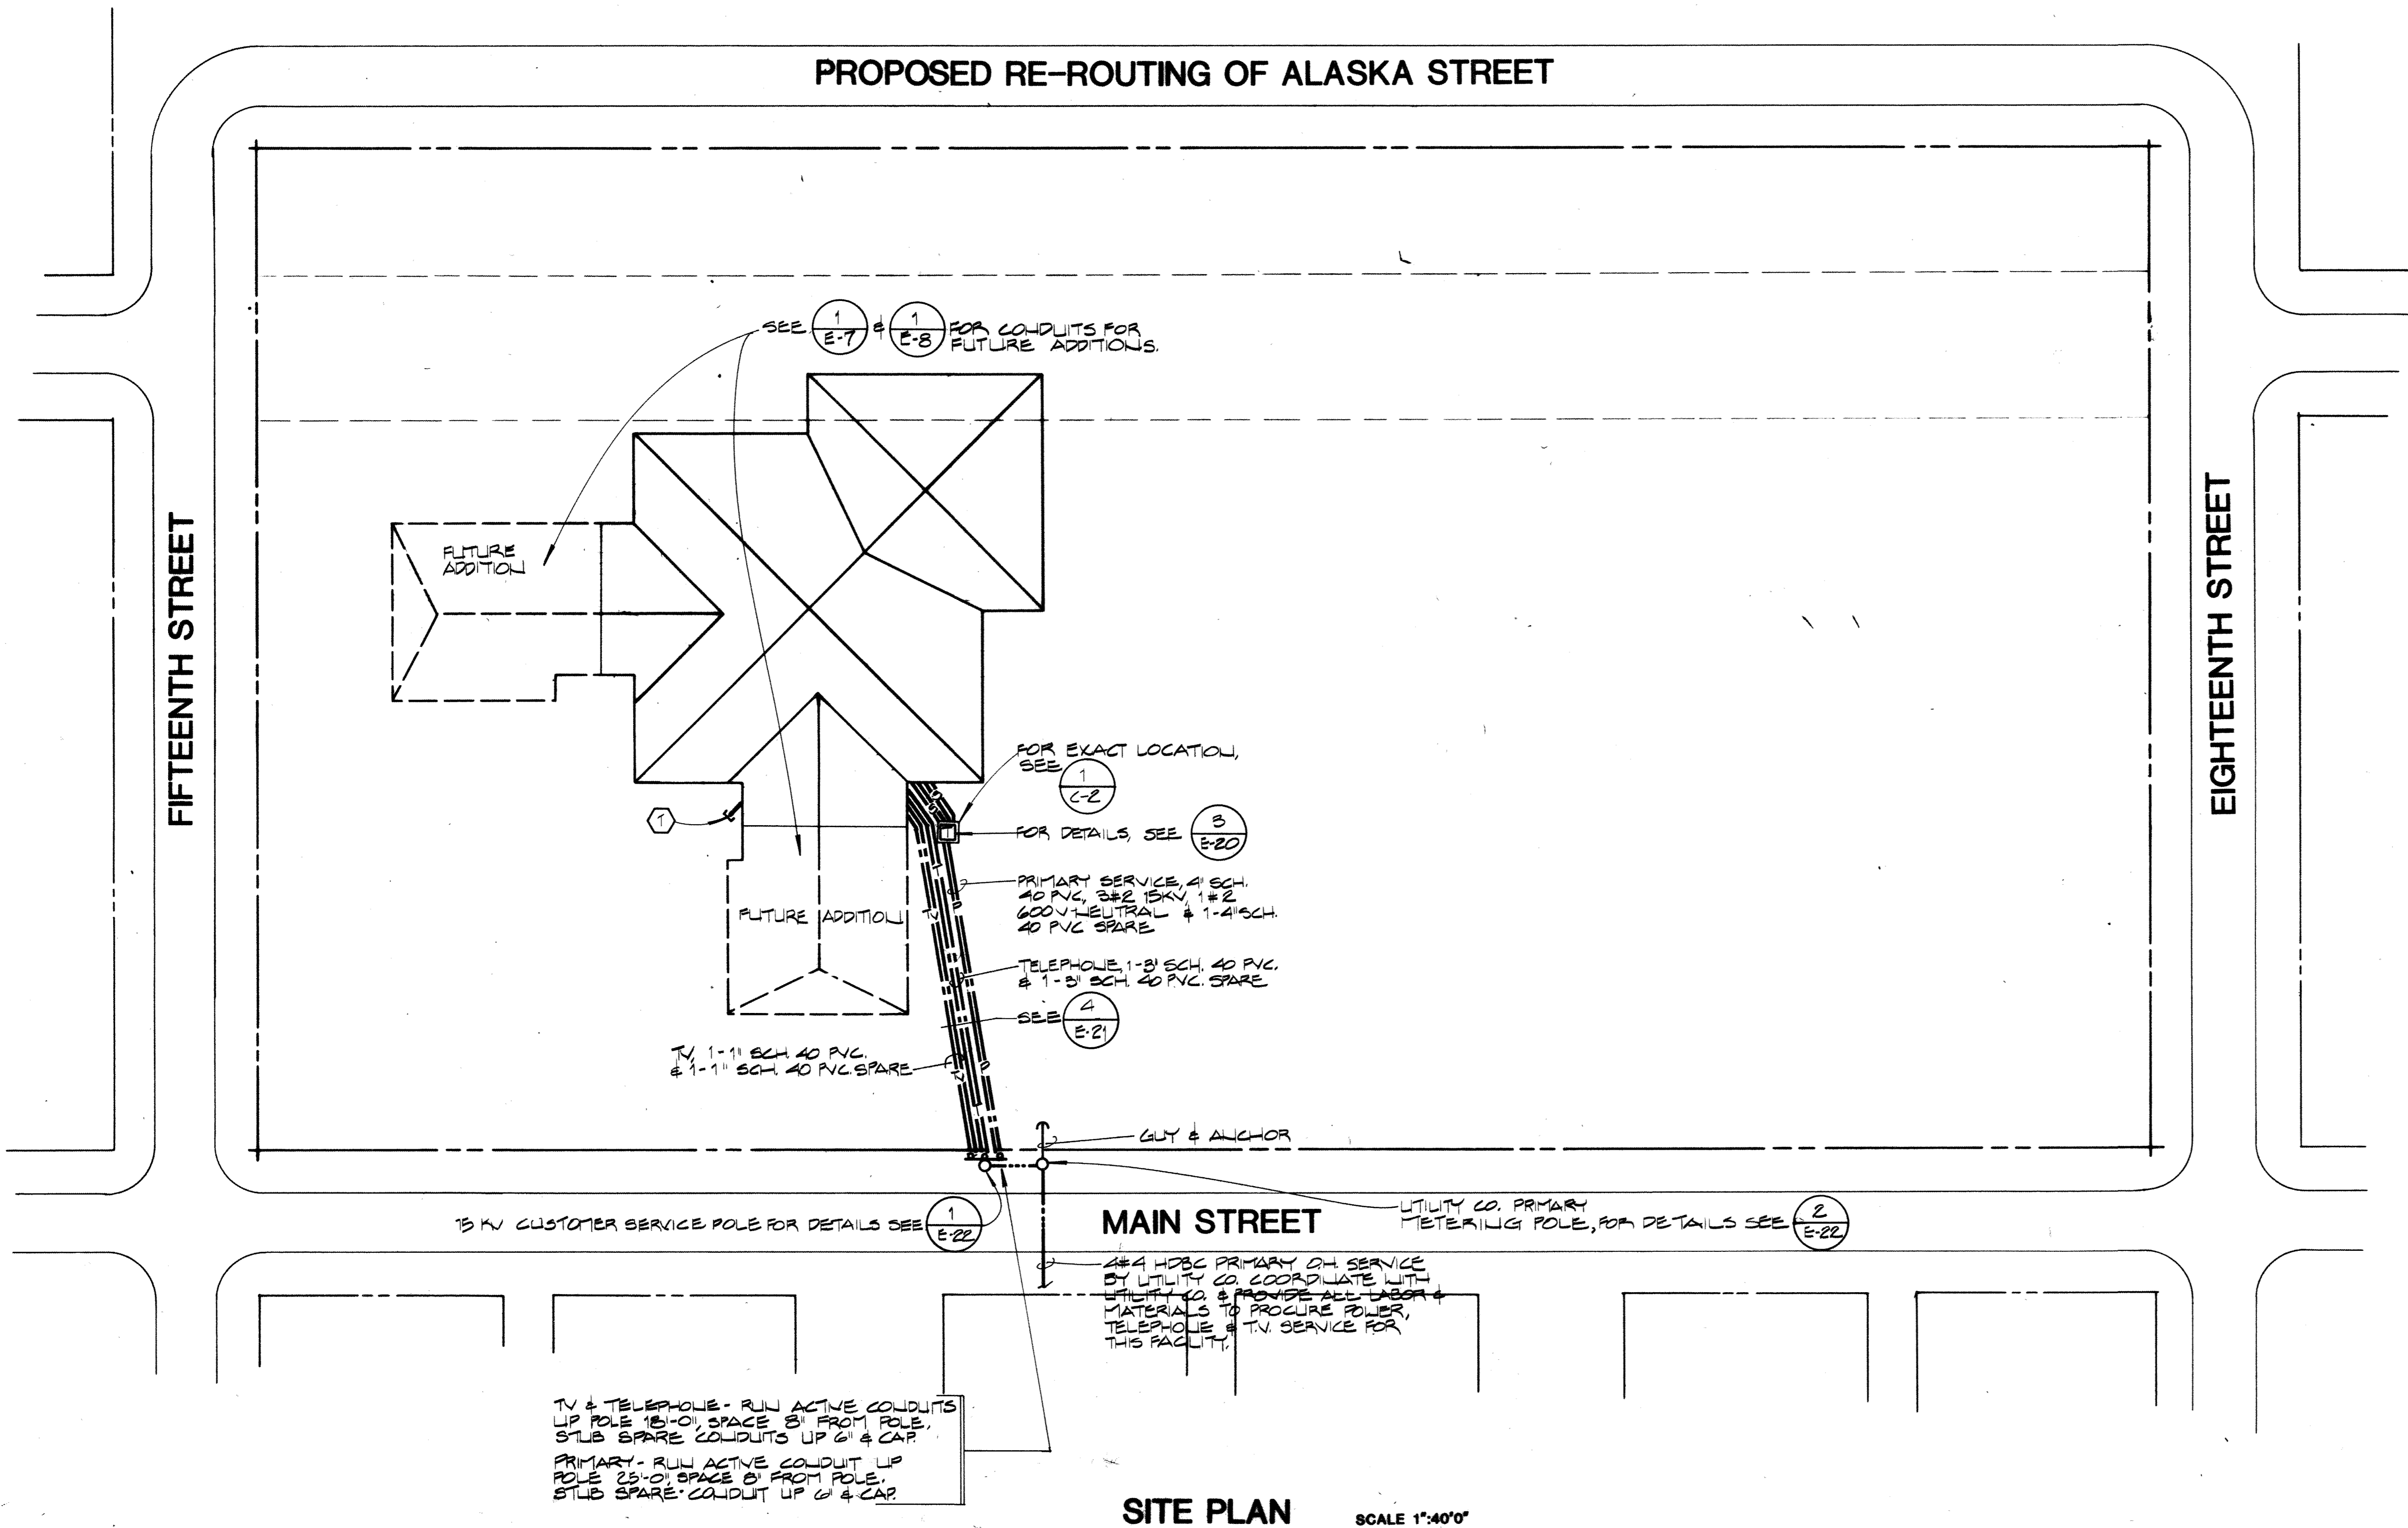 PROPOSED RE-ROUTING OF ALASKA STREET
SEE 1 E-7 & 1 E-8 FOR CONDUITS FOR
FUTURE ADDITIONS.
FIFTEENTH STREET
EIGHTEENTH STREET
FUTURE
ADDITION
FOR EXACT LOCATION,
SEE 1 C-2
1
FOR DETAILS, SEE 3 E-20
PRIMARY SERVICE, 4" SCH.
40 PVC, 3#2 15KV, 1#2
600V NEUTRAL & 1-4" SCH.
40 PVC SPARE
FUTURE ADDITION
TELEPHONE, 1-3" SCH. 40 PVC.
& 1-3" SCH. 40 PVC. SPARE
SEE 4 E-21
TV, 1-1" SCH. 40 PVC.
& 1-1" SCH. 40 PVC. SPARE
T
TV
P
TV
P
GUY & ANCHOR
15 KV CUSTOMER SERVICE POLE FOR DETAILS SEE 1 E-22
MAIN STREET
UTILITY CO. PRIMARY
METERING POLE, FOR DETAILS SEE 2 E-22
4#4 HDBC PRIMARY O.H. SERVICE
BY UTILITY CO. COORDINATE WITH
UTILITY CO. & PROVIDE ALL LABOR &
MATERIALS TO PROCURE POWER,
TELEPHONE & T.V. SERVICE FOR
THIS FACILITY.
TV & TELEPHONE - RUN ACTIVE CONDUITS
UP POLE 18'-0", SPACE 8" FROM POLE,
STUB SPARE CONDUITS UP 6" & CAP.
PRIMARY - RUN ACTIVE CONDUIT UP
POLE 25'-0", SPACE 8" FROM POLE.
STUB SPARE CONDUIT UP 6" & CAP.
SITE PLAN SCALE 1":40'0"